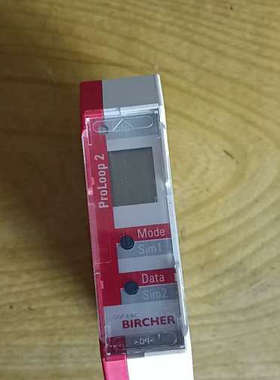 ProLoop 2
Mode
Sim1
Data
Sim2
BIRCHER